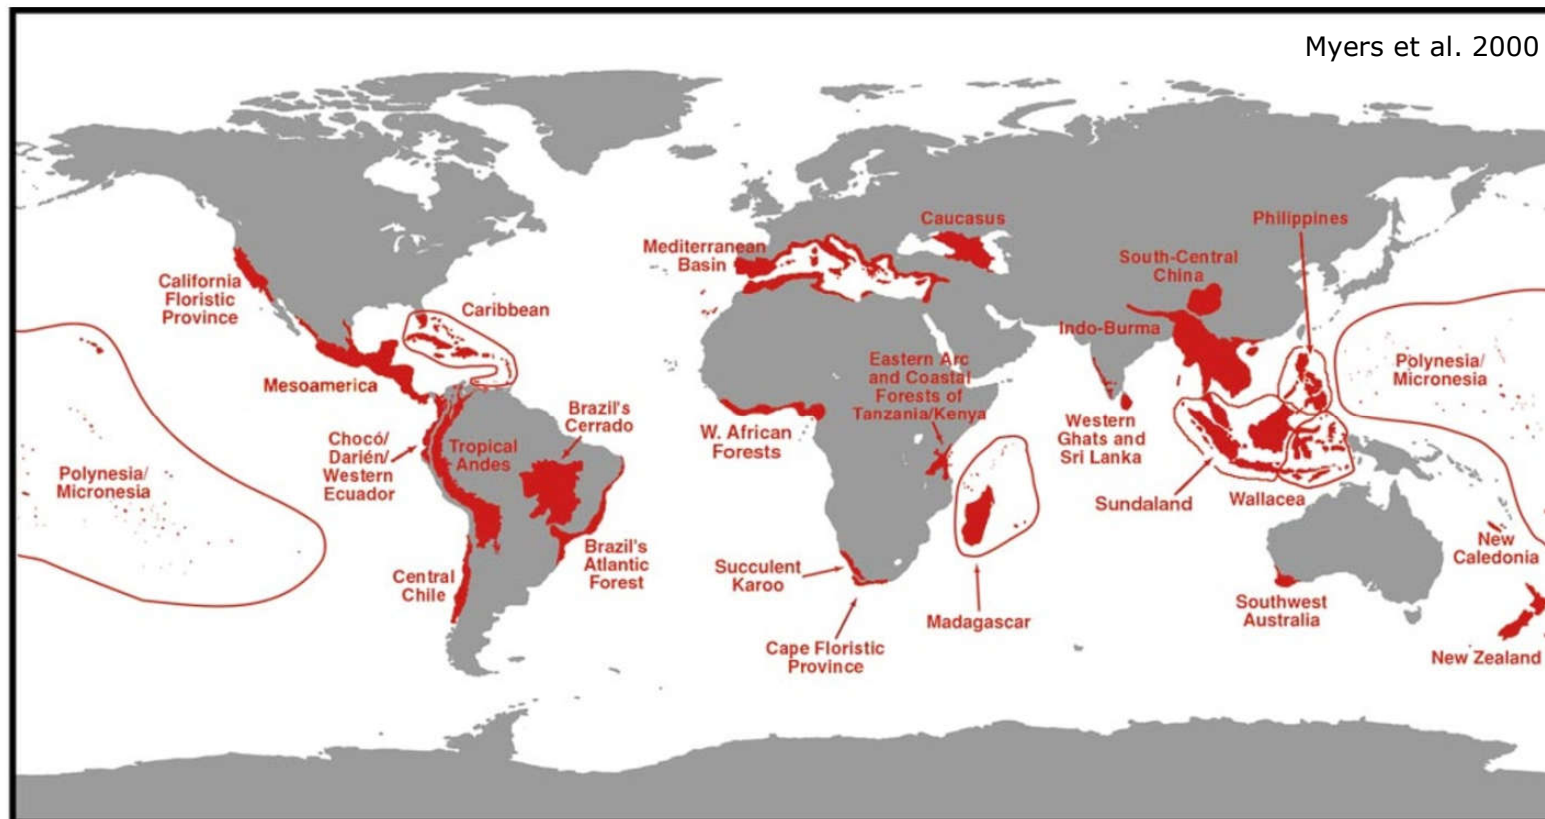 Myers et al. 2000
Caucasus
Philippines
Mediterranean
Basin
South-Central
China
California
Floristic
Province
Caribbean
Indo-Burma
Eastern Arc
and Coastal
Forests of
Tanzania/Kenya
Polynesia/
Micronesia
Mesoamerica
Brazil's
Cerrado
Chocó/
Darién/
Western
Ecuador
Tropical
Andes
W. African
Forests
Western
Ghats and
Sri Lanka
Polynesia/
Micronesia
Sundaland
Wallacea
New
Caledonia
Brazil's
Atlantic
Forest
Central
Chile
Succulent
Karoo
Madagascar
Southwest
Australia
Cape Floristic
Province
New Zealand